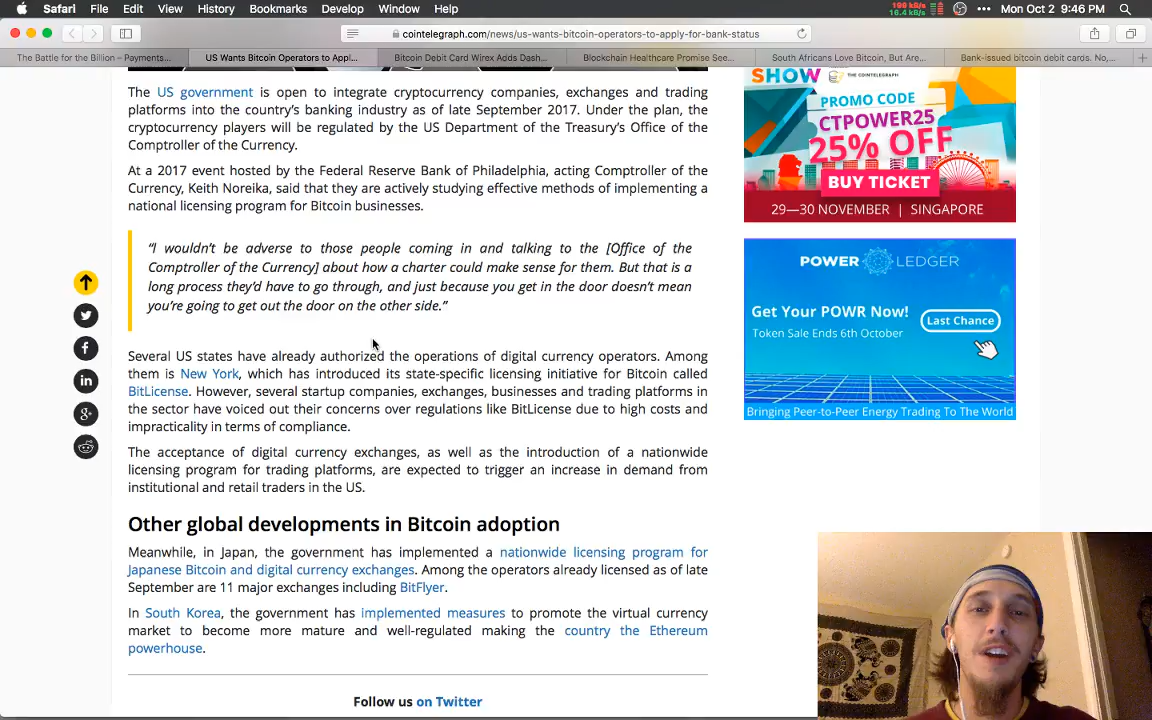 Safari File Edit View History Bookmarks Develop Window Help
198 kB/s
16.4 kB/s
Mon Oct 2 9:46 PM
cointelegraph.com/news/us-wants-bitcoin-operators-to-apply-for-bank-status
The Battle for the Billion – Payments...
US Wants Bitcoin Operators to Appl...
Bitcoin Debit Card Wirex Adds Dash...
Blockchain Healthcare Promise See...
South Africans Love Bitcoin, But Are...
Bank-issued bitcoin debit cards. No,...
The US government is open to integrate cryptocurrency companies, exchanges and trading
platforms into the country's banking industry as of late September 2017. Under the plan, the
cryptocurrency players will be regulated by the US Department of the Treasury's Office of the
Comptroller of the Currency.
At a 2017 event hosted by the Federal Reserve Bank of Philadelphia, acting Comptroller of the
Currency, Keith Noreika, said that they are actively studying effective methods of implementing a
national licensing program for Bitcoin businesses.
“I wouldn't be adverse to those people coming in and talking to the [Office of the
Comptroller of the Currency] about how a charter could make sense for them. But that is a
long process they'd have to go through, and just because you get in the door doesn't mean
you're going to get out the door on the other side.”
Several US states have already authorized the operations of digital currency operators. Among
them is New York, which has introduced its state-specific licensing initiative for Bitcoin called
BitLicense. However, several startup companies, exchanges, businesses and trading platforms in
the sector have voiced out their concerns over regulations like BitLicense due to high costs and
impracticality in terms of compliance.
The acceptance of digital currency exchanges, as well as the introduction of a nationwide
licensing program for trading platforms, are expected to trigger an increase in demand from
institutional and retail traders in the US.
Other global developments in Bitcoin adoption
Meanwhile, in Japan, the government has implemented a nationwide licensing program for
Japanese Bitcoin and digital currency exchanges. Among the operators already licensed as of late
September are 11 major exchanges including BitFlyer.
In South Korea, the government has implemented measures to promote the virtual currency
market to become more mature and well-regulated making the country the Ethereum
powerhouse.
Follow us on Twitter
SHOW THE COINTELEGRAPH
PROMO CODE
CTPOWER25
25% OFF
BUY TICKET
29—30 NOVEMBER | SINGAPORE
POWER LEDGER
Get Your POWR Now!
Token Sale Ends 6th October
Last Chance
Bringing Peer-to-Peer Energy Trading To The World